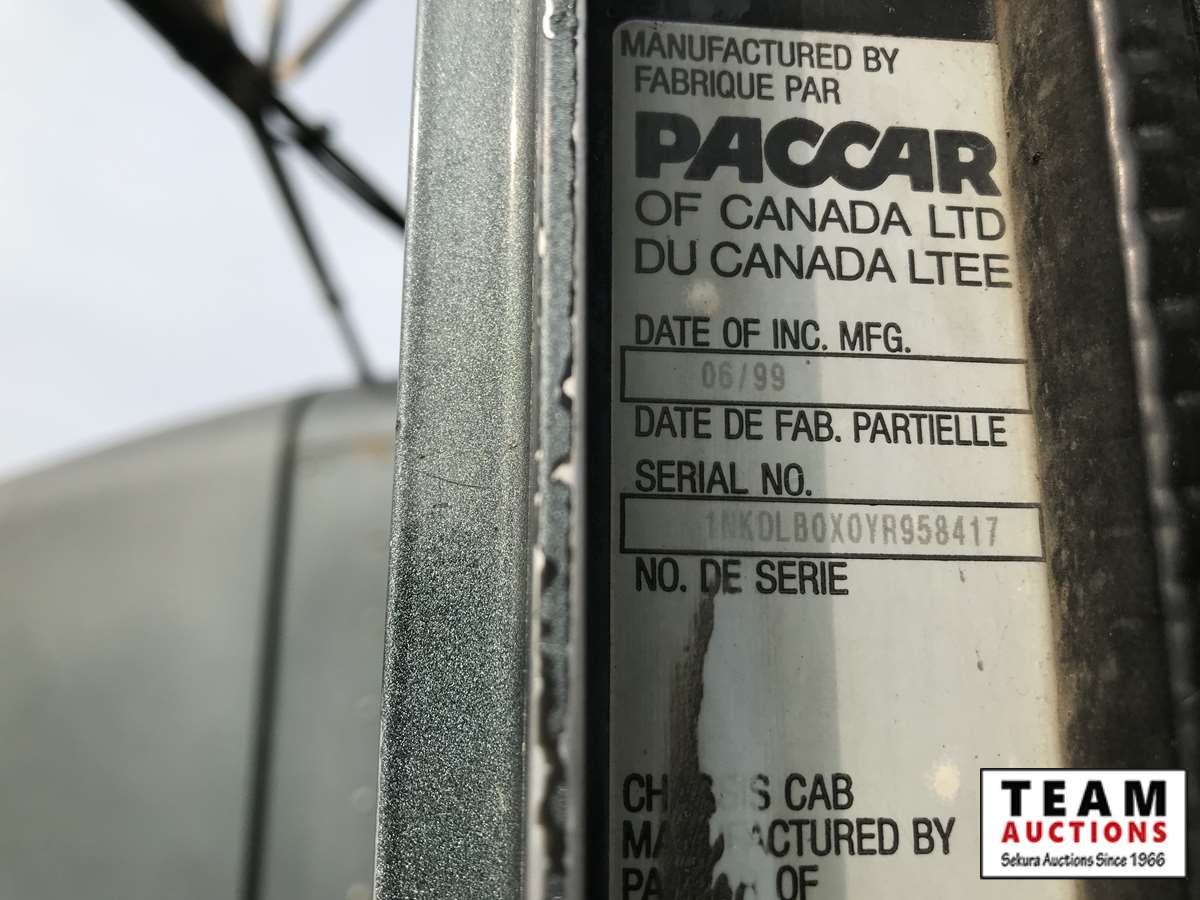 MANUFACTURED BY
FABRIQUE PAR
PACCAR
OF CANADA LTD
DU CANADA LTEE
DATE OF INC. MFG.
06/99
DATE DE FAB. PARTIELLE
SERIAL NO.
1NKDLB0X0YR958417
NO. DE SERIE
CAB
BY
OF
TEAM
AUCTIONS
Sekura Auctions Since 1966